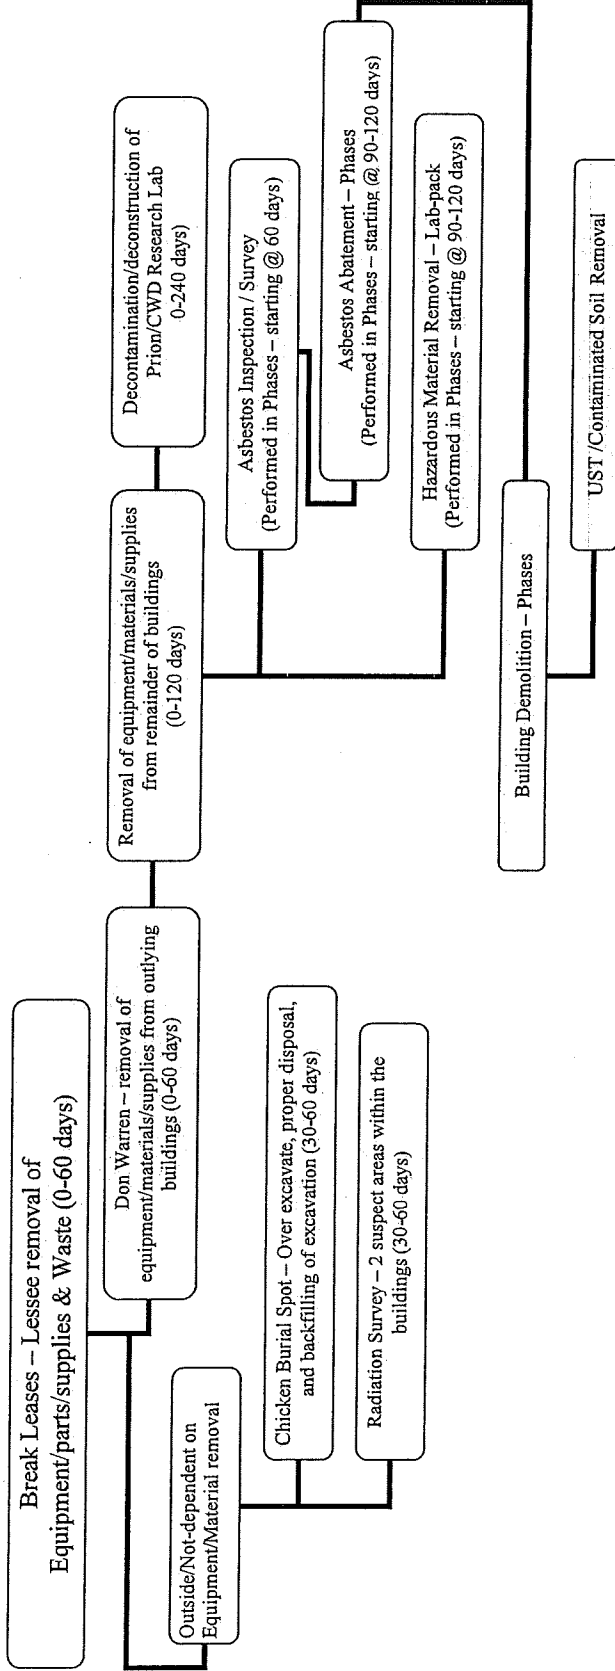 Break Leases – Lessee removal of
Equipment/parts/supplies & Waste (0-60 days)
Don Warren – removal of
equipment/materials/supplies from outlying
buildings (0-60 days)
Removal of equipment/materials/supplies
from remainder of buildings
(0-120 days)
Decontamination/deconstruction of
Prion/CWD Research Lab
0-240 days)
Outside/Not-dependent on
Equipment/Material removal
Chicken Burial Spot – Over excavate, proper disposal,
and backfilling of excavation (30-60 days)
Radiation Survey – 2 suspect areas within the
buildings (30-60 days)
Asbestos Inspection / Survey
(Performed in Phases – starting @ 60 days)
Asbestos Abatement – Phases
(Performed in Phases – starting @ 90-120 days)
Hazardous Material Removal – Lab-pack
(Performed in Phases – starting @ 90-120 days)
Building Demolition – Phases
UST/Contaminated Soil Removal